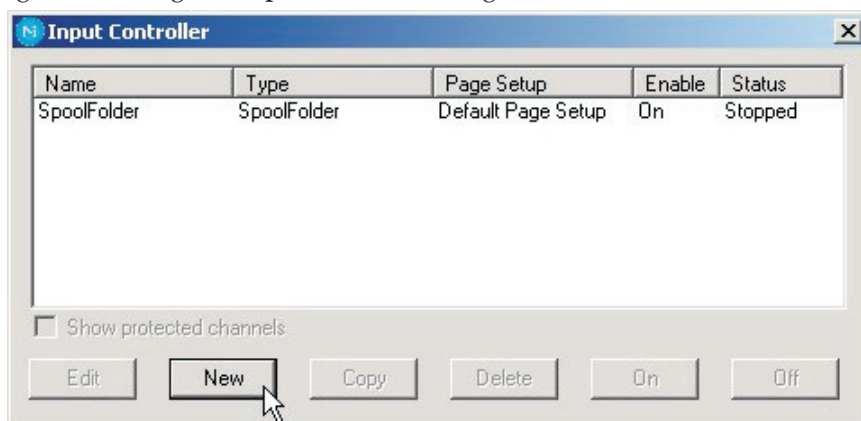 Input Controller
Name Type Page Setup Enable Status
SpoolFolder SpoolFolder Default Page Setup On Stopped
Show protected channels
Edit New Copy Delete On Off